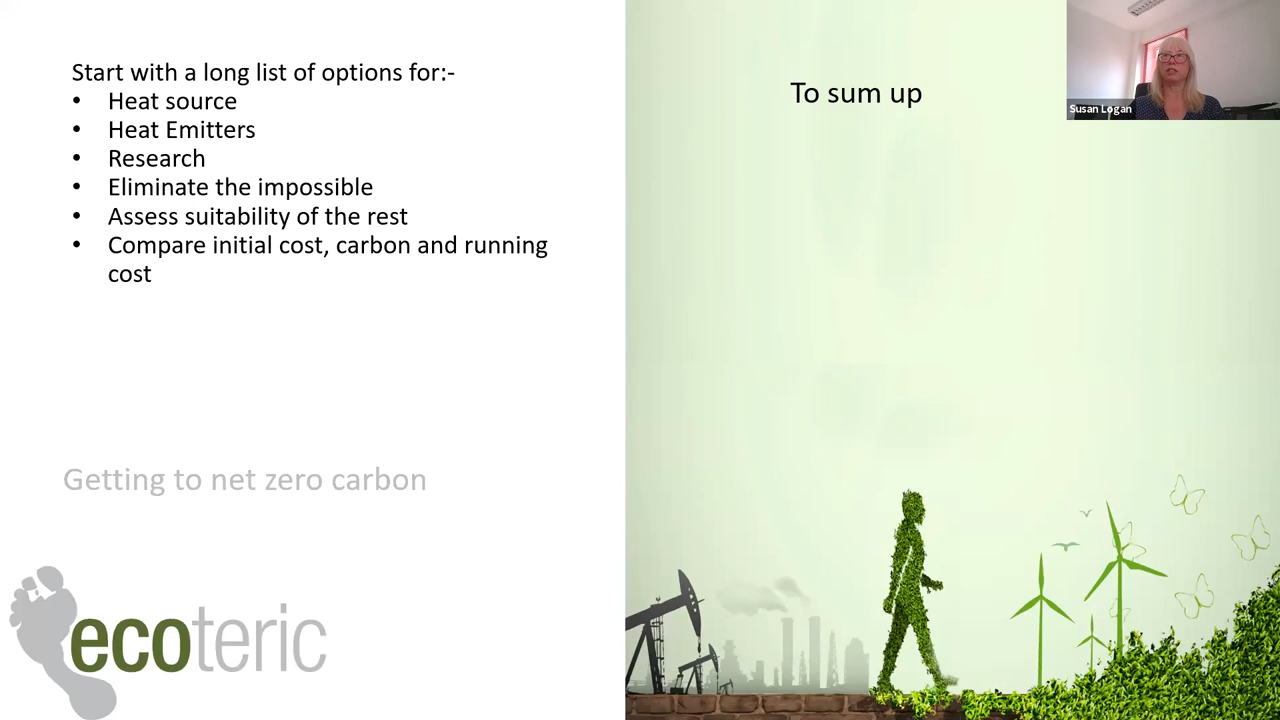 Start with a long list of options for:-
• Heat source
• Heat Emitters
• Research
• Eliminate the impossible
• Assess suitability of the rest
• Compare initial cost, carbon and running
cost
Getting to net zero carbon
ecoteric
To sum up
Susan Logan